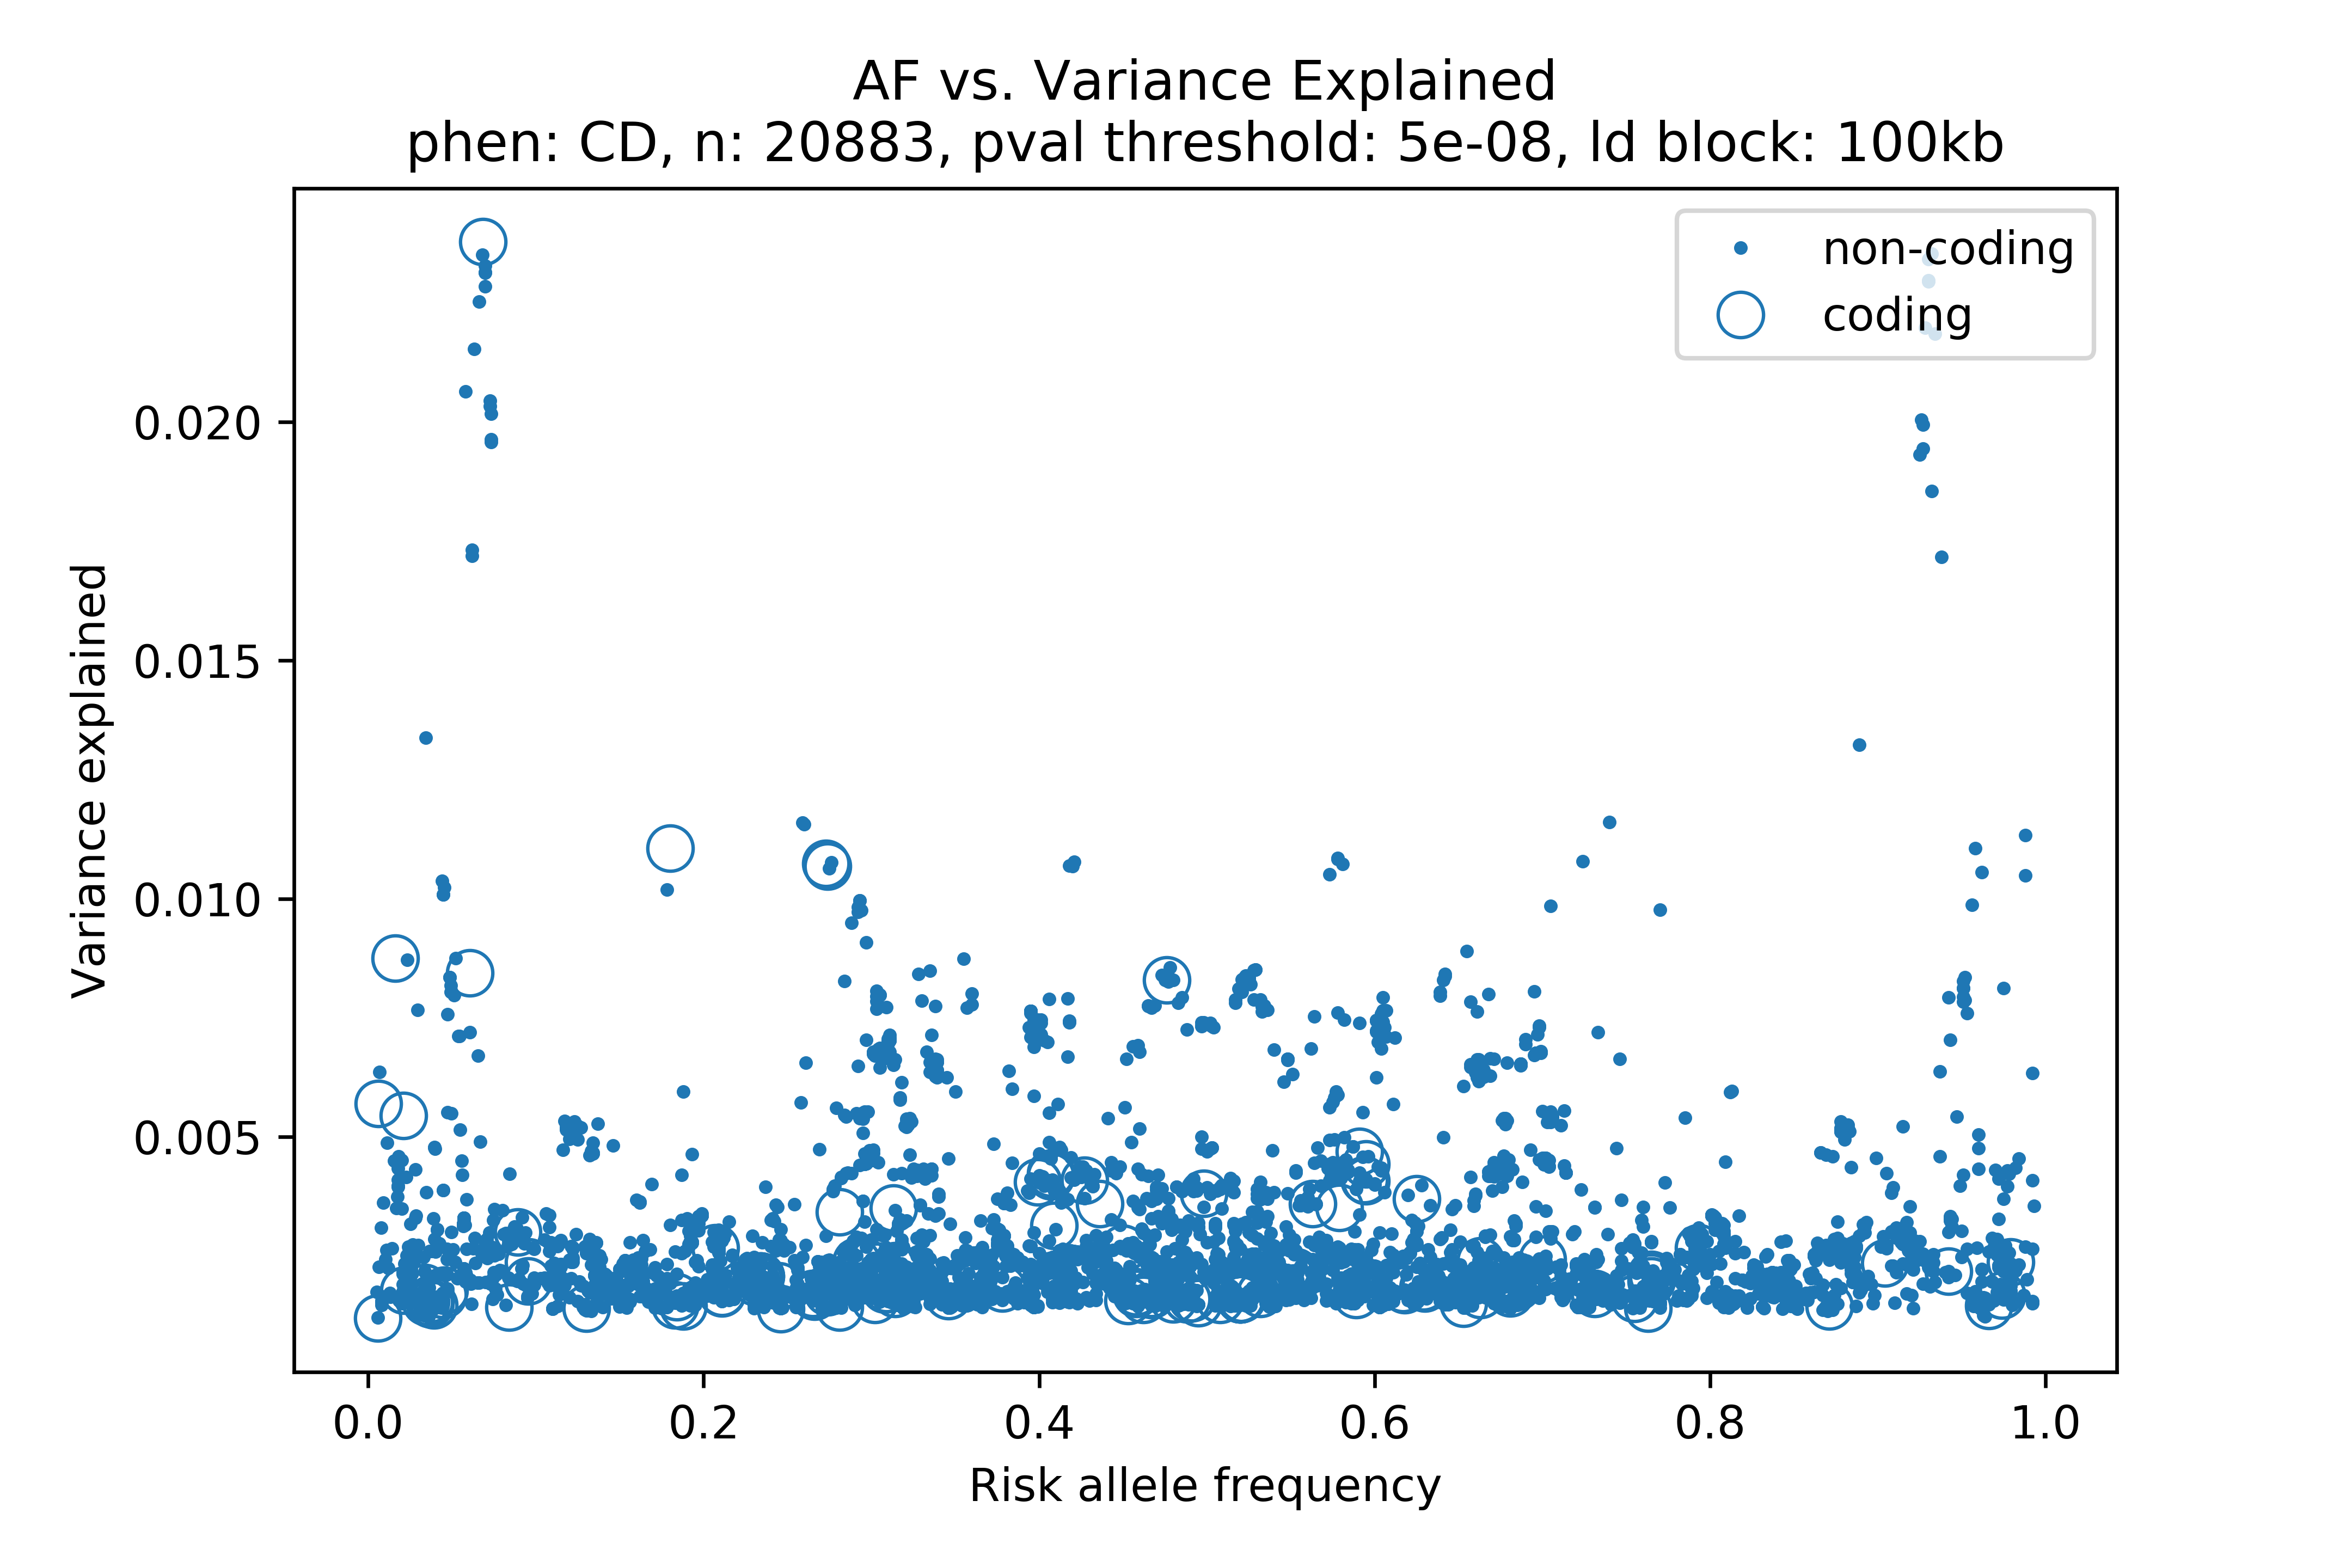 AF vs. Variance Explained
phen: CD, n: 20883, pval threshold: 5e-08, ld block: 100kb
non-coding
coding
0.020
0.015
0.010
0.005
Variance explained
0.0 0.2 0.4 0.6 0.8 1.0
Risk allele frequency